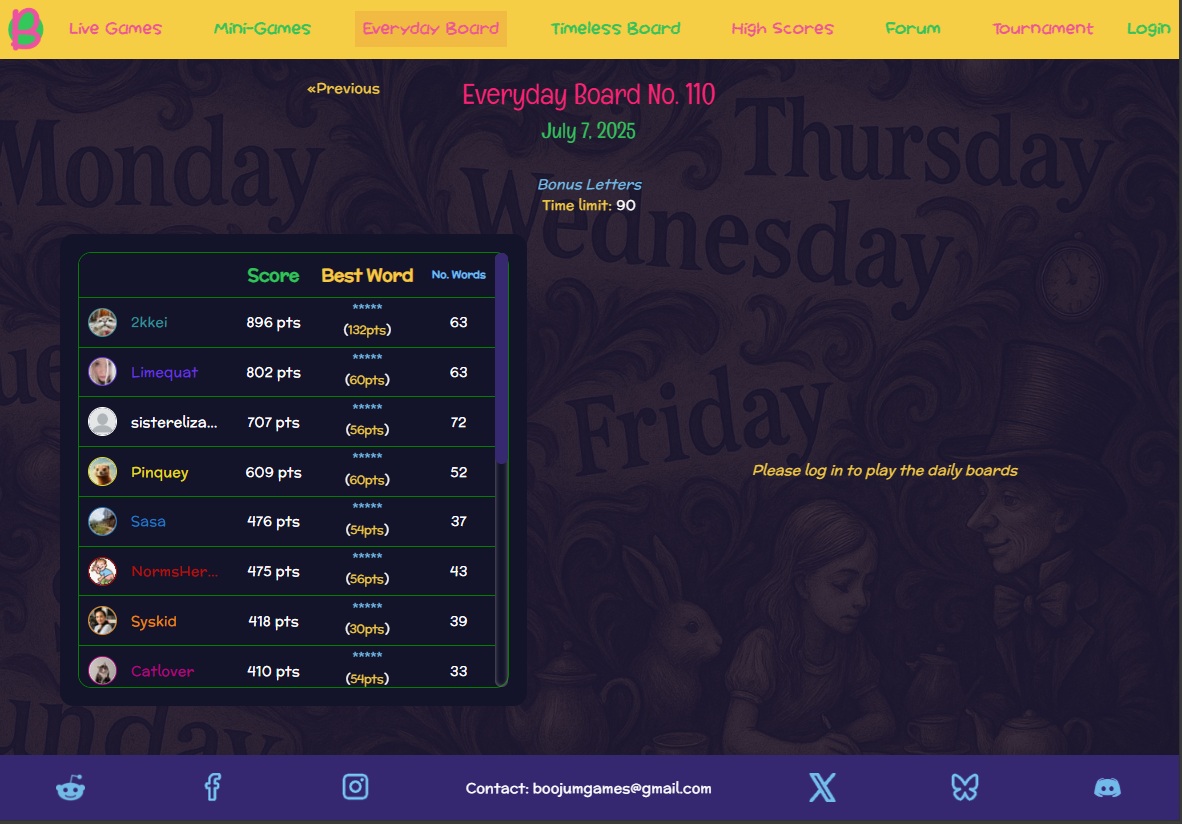 B
Live Games Mini-Games Everyday Board Timeless Board High Scores Forum Tournament Login
«Previous
Everyday Board No. 110
July 7, 2025
Bonus Letters
Time limit: 90
Score Best Word No. Words
2kkei 896 pts ***** (132pts) 63
Limequat 802 pts ***** (60pts) 63
sistereliza... 707 pts ***** (56pts) 72
Pinquey 609 pts ***** (60pts) 52
Sasa 476 pts ***** (54pts) 37
NormsHer... 475 pts ***** (56pts) 43
Syskid 418 pts ***** (30pts) 39
Catlover 410 pts ***** (54pts) 33
Please log in to play the daily boards
Monday
Thursday
Wednesday
ue
Friday
unday
Contact: boojumgames@gmail.com